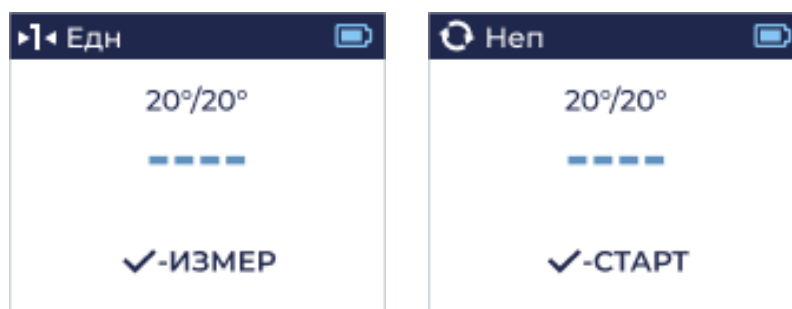 Едн
20°/20°
----
✓-ИЗМЕР
Неп
20°/20°
----
✓-СТАРТ